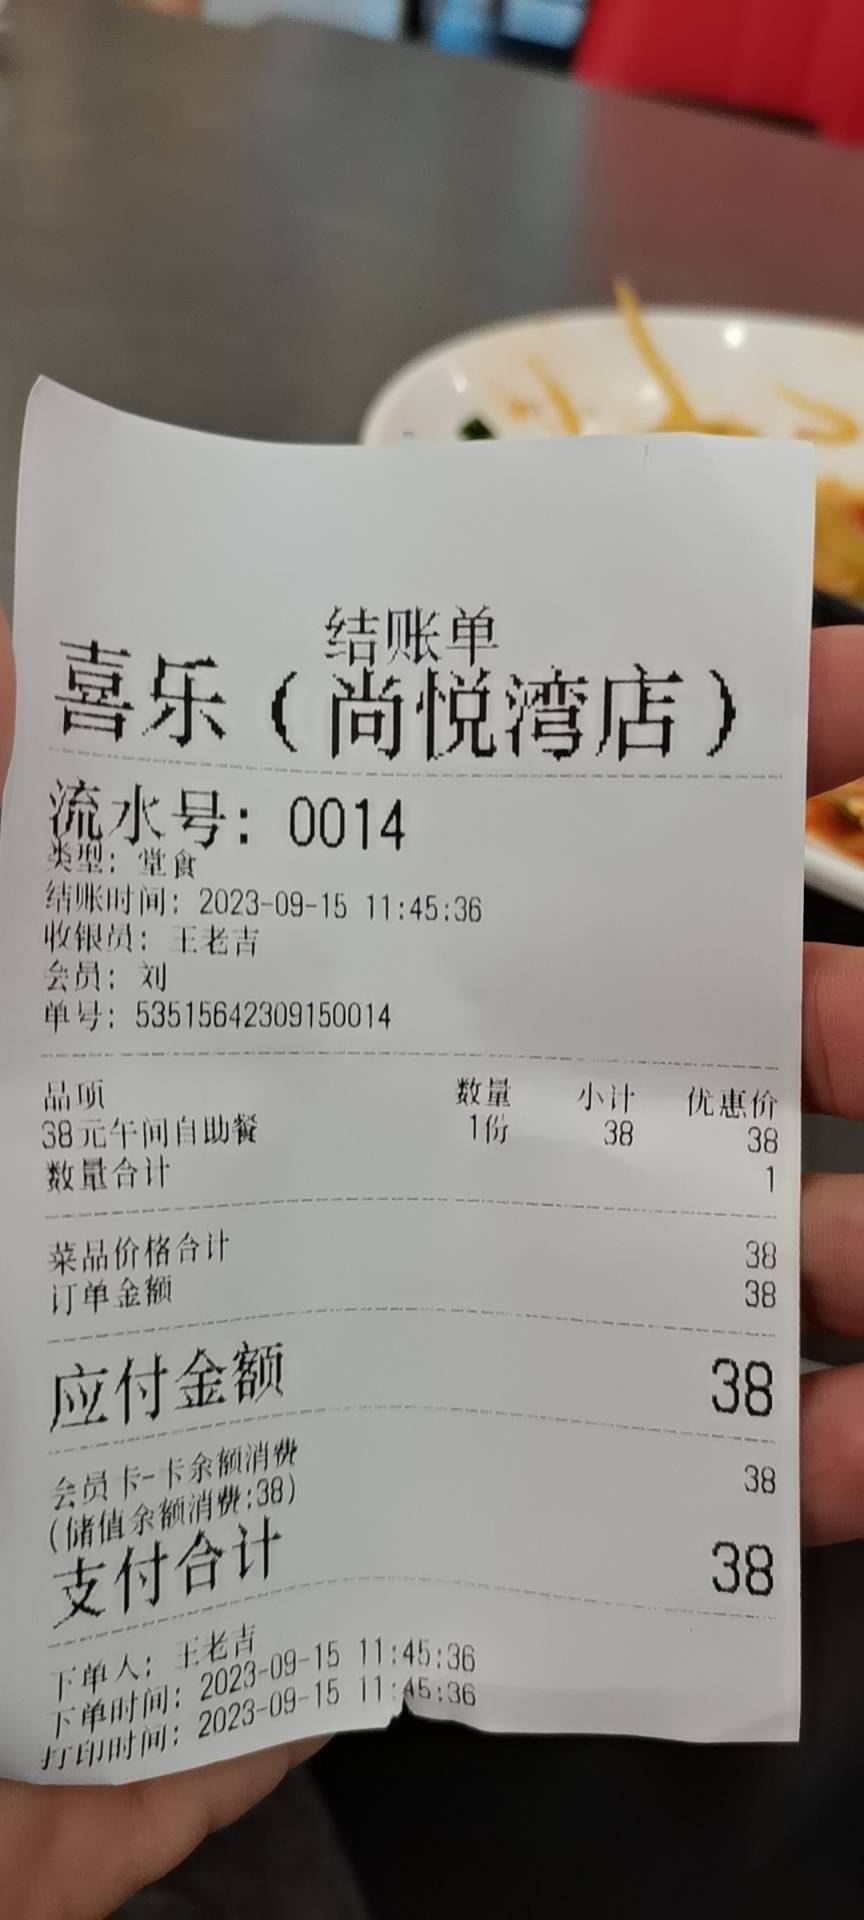 结账单
喜乐（尚悦湾店）
流水号：0014
类型：堂食
结账时间：2023-09-15 11:45:36
收银员：王老吉
会员：刘
单号：535156423091500​14
品项 数量 小计 优惠价
38元午间自助餐 1份 38 38
数量合计 1
菜品价格合计 38
订单金额 38
应付金额 38
会员卡-卡余额消费 38
(储值余额消费:38)
支付合计 38
下单人：王老吉
下单时间：2023-09-15 11:45:36
打印时间：2023-09-15 11:45:36